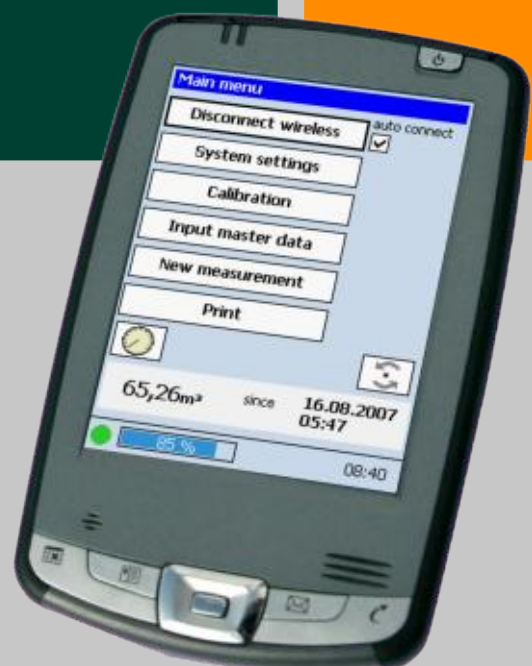 Main menu
Disconnect wireless
auto connect
System settings
Calibration
Input master data
New measurement
Print
65,26m³ since 16.08.2007
05:47
85 %
08:40